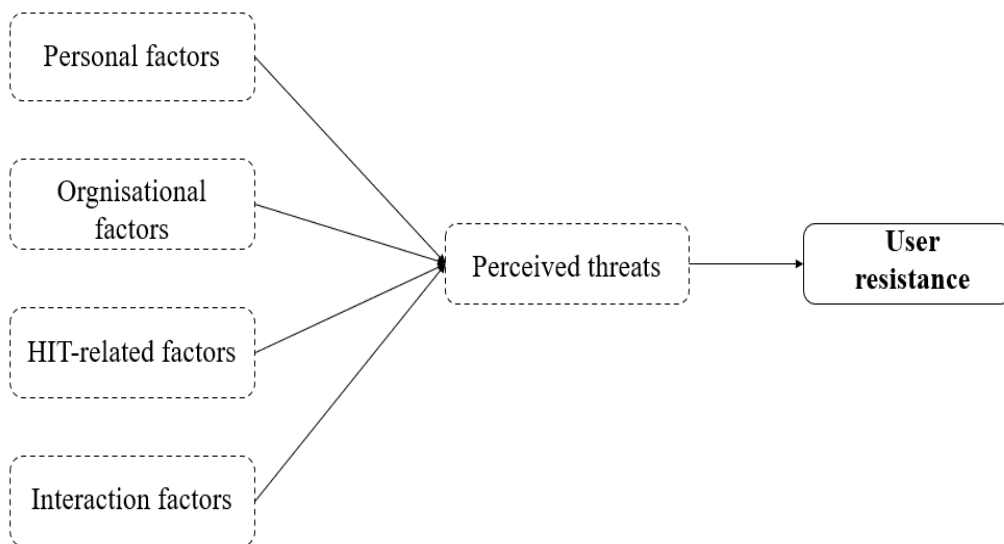 Personal factors
Orgnisational
factors
HIT-related factors
Interaction factors
Perceived threats
User
resistance